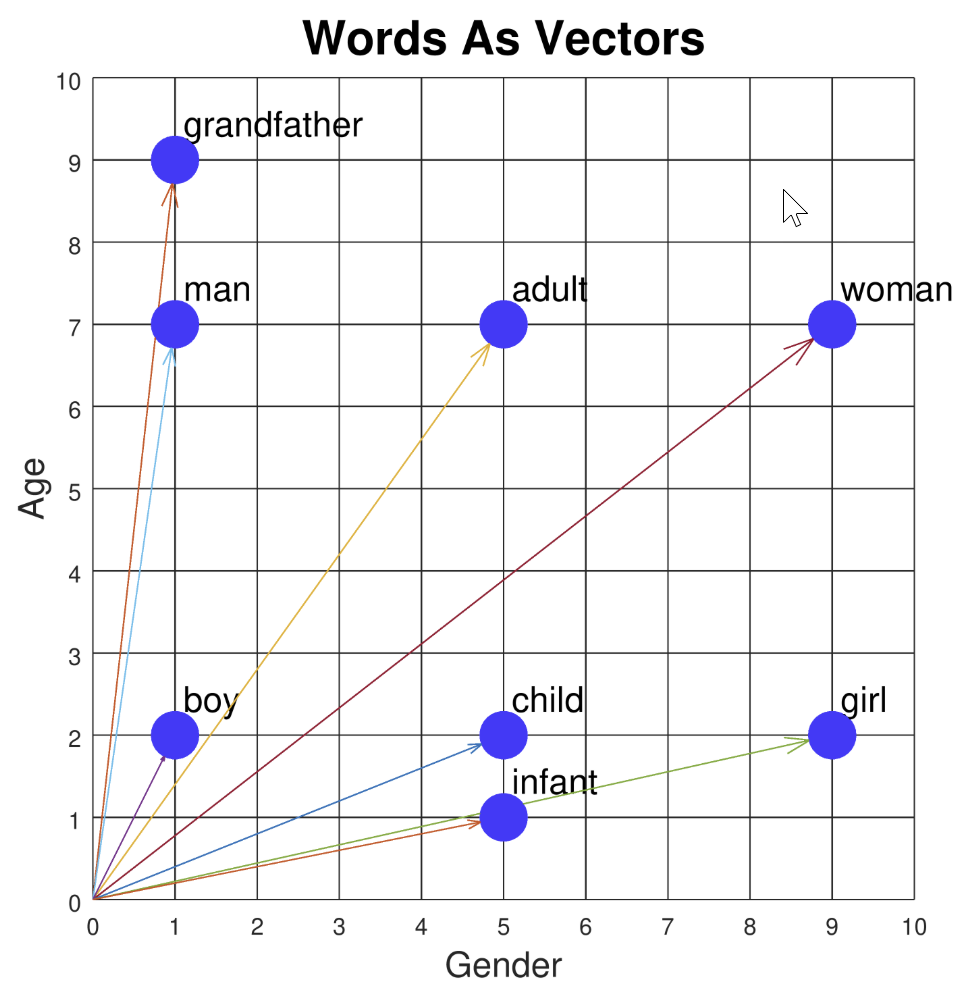 Words As Vectors
10
grandfather
9
8
man adult woman
7
6
Age
5
4
3
boy child girl
2
infant
1
0
0 1 2 3 4 5 6 7 8 9 10
Gender